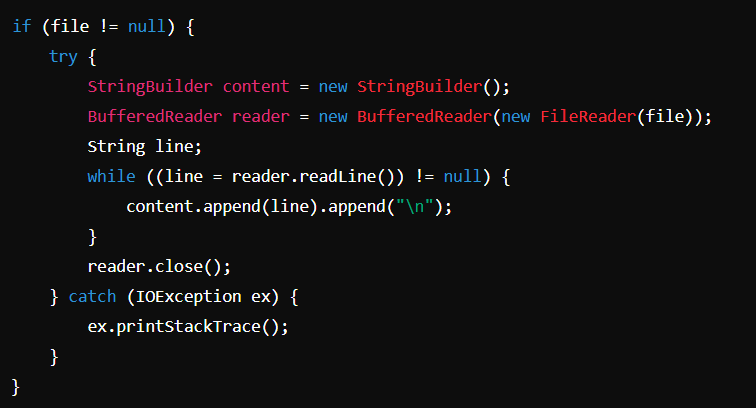 if (file != null) {
    try {
        StringBuilder content = new StringBuilder();
        BufferedReader reader = new BufferedReader(new FileReader(file));
        String line;
        while ((line = reader.readLine()) != null) {
            content.append(line).append("\n");
        }
        reader.close();
    } catch (IOException ex) {
        ex.printStackTrace();
    }
}